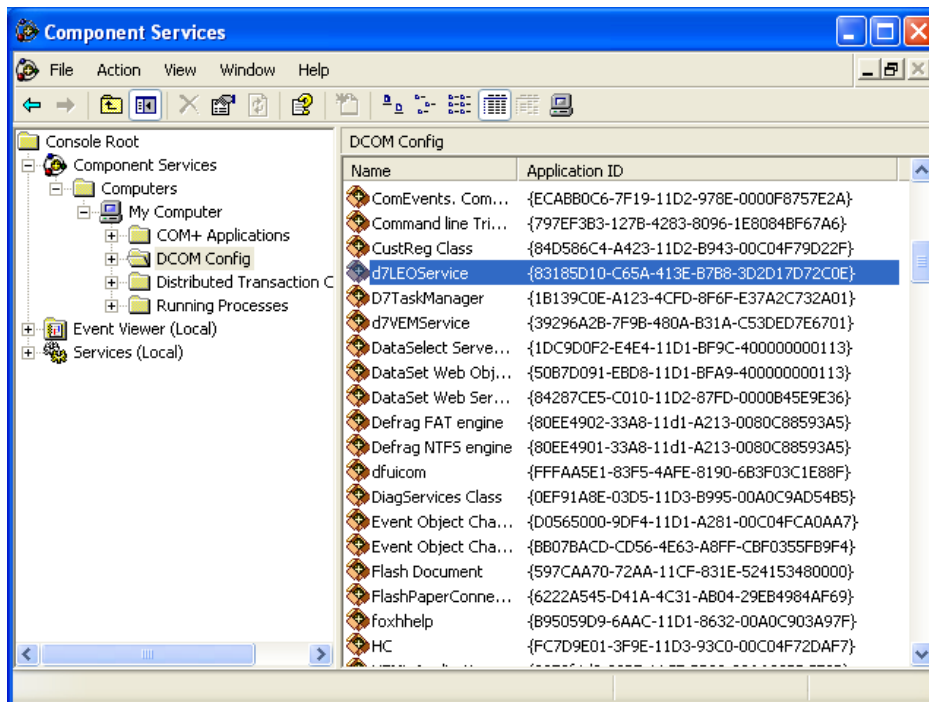 Component Services
File Action View Window Help
Console Root
Component Services
Computers
My Computer
COM+ Applications
DCOM Config
Distributed Transaction C
Running Processes
Event Viewer (Local)
Services (Local)
DCOM Config
Name Application ID
ComEvents. Com... {ECABB0C6-7F19-11D2-978E-0000F8757E2A}
Command line Tri... {797EF3B3-127B-4283-8096-1E8084BF67A6}
CustReg Class {84D586C4-A423-11D2-B943-00C04F79D22F}
d7LEOService {83185D10-C65A-413E-B7B8-3D2D17D72C0E}
D7TaskManager {1B139C0E-A123-4CFD-8F6F-E37A2C732A01}
d7VEMService {39296A2B-7F9B-480A-B31A-C53DED7E6701}
DataSelect Serve... {1DC9D0F2-E4E4-11D1-BF9C-400000000113}
DataSet Web Obj... {50B7D091-EBD8-11D1-BFA9-400000000113}
DataSet Web Ser... {84287CE5-C010-11D2-87FD-0000B45E9E36}
Defrag FAT engine {80EE4902-33A8-11d1-A213-0080C88593A5}
Defrag NTFS engine {80EE4901-33A8-11d1-A213-0080C88593A5}
dfuicom {FFFAA5E1-83F5-4AFE-8190-6B3F03C1E88F}
DiagServices Class {0EF91A8E-03D5-11D3-B995-00A0C9AD54B5}
Event Object Cha... {D0565000-9DF4-11D1-A281-00C04FCA0AA7}
Event Object Cha... {BB07BACD-CD56-4E63-A8FF-CBF0355FB9F4}
Flash Document {597CAA70-72AA-11CF-831E-524153480000}
FlashPaperConne... {6222A545-D41A-4C31-AB04-29EB4984AF69}
foxhhelp {B95059D9-6AAC-11D1-8632-00A0C903A97F}
HC {FC7D9E01-3F9E-11D3-93C0-00C04F72DAF7}